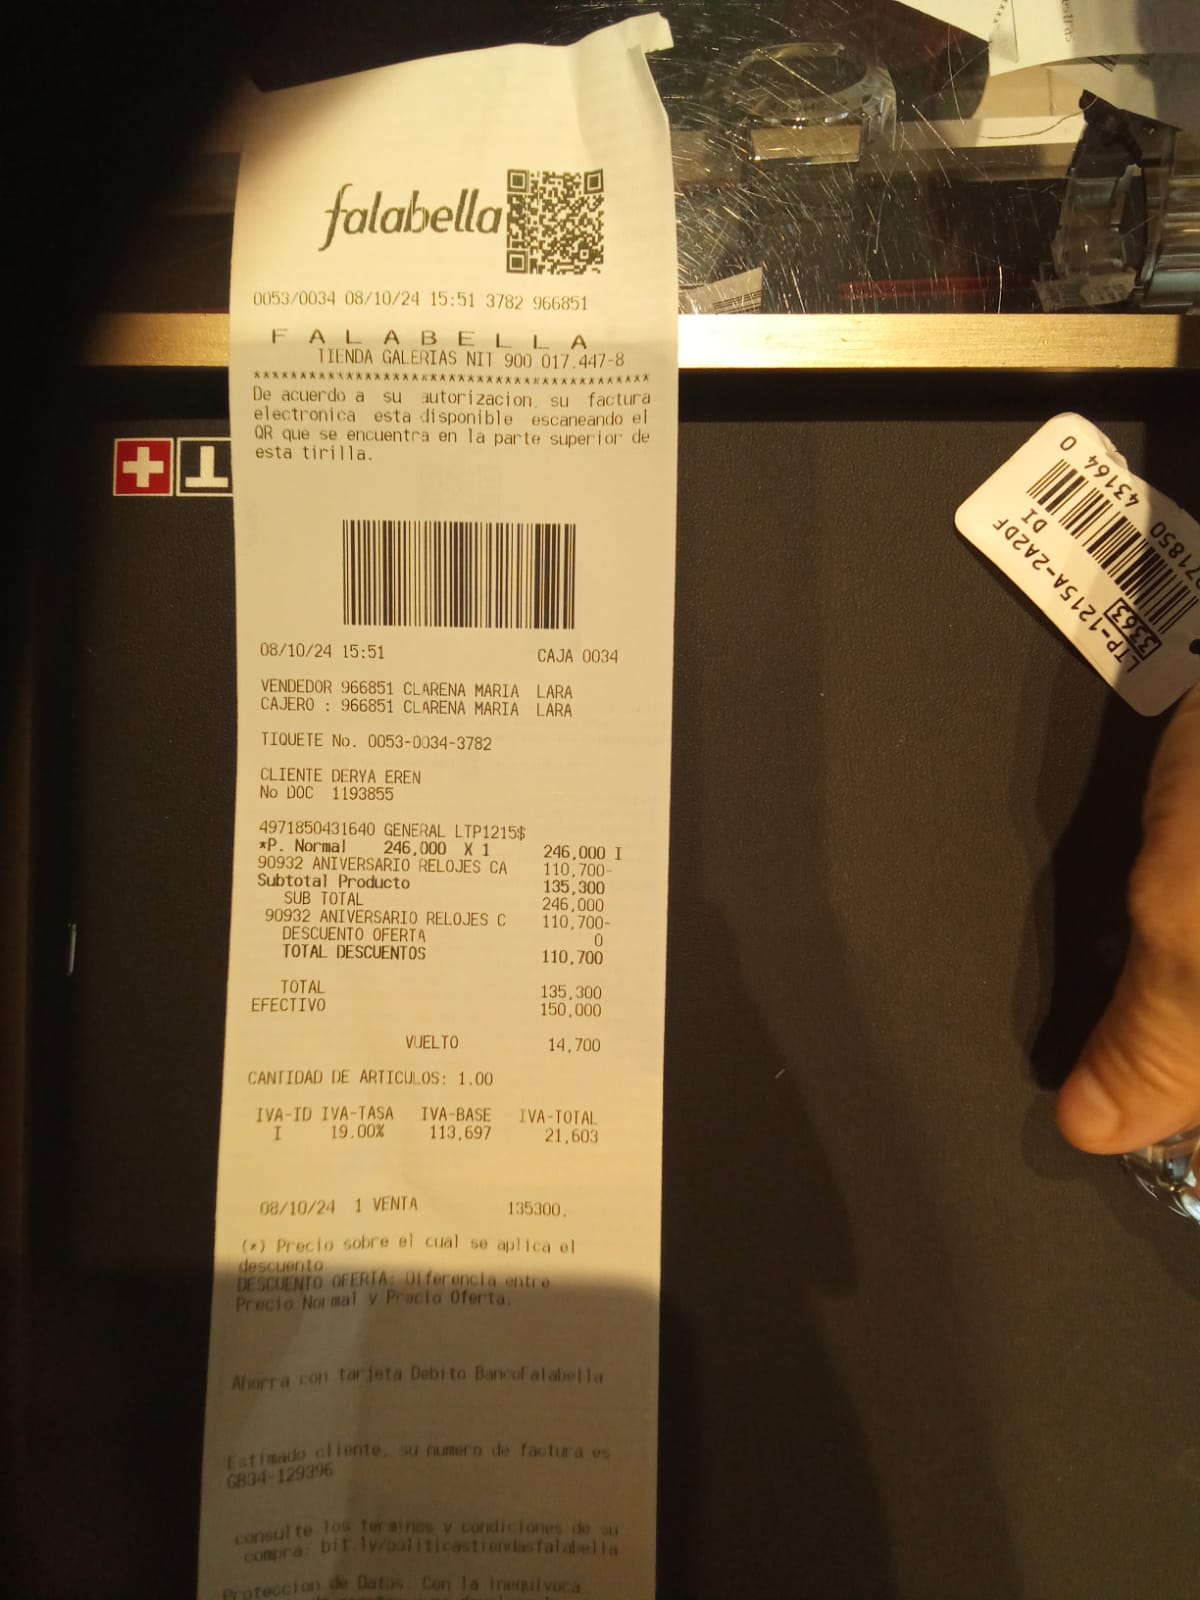 falabella
0053/0034 08/10/24 15:51 3782 966851
F A L A B E L L A
TIENDA GALERIAS NIT 900 017.447-8
******************************************
De acuerdo a su autorizacion, su factura
electronica esta disponible escaneando el
QR que se encuentra en la parte superior de
esta tirilla.
08/10/24 15:51 CAJA 0034
VENDEDOR 966851 CLARENA MARIA LARA
CAJERO : 966851 CLARENA MARIA LARA
TIQUETE No. 0053-0034-3782
CLIENTE DERYA EREN
No DOC 1193855
4971850431640 GENERAL LTP1215$
*P. Normal 246,000 X 1 246,000 I
90932 ANIVERSARIO RELOJES CA 110,700-
Subtotal Producto 135,300
SUB TOTAL 246,000
90932 ANIVERSARIO RELOJES C 110,700-
DESCUENTO OFERTA 0
TOTAL DESCUENTOS 110,700
TOTAL 135,300
EFECTIVO 150,000
VUELTO 14,700
CANTIDAD DE ARTICULOS: 1.00
IVA-ID IVA-TASA IVA-BASE IVA-TOTAL
I 19.00% 113,697 21,603
08/10/24 1 VENTA 135300.
(*) Precio sobre el cual se aplica el
descuento
DESCUENTO OFERTA: Diferencia entre
Precio Normal y Precio Oferta.
Ahorra con tarjeta Debito BancoFalabella
Estimado cliente, su numero de factura es
GB34-129396
consulte los terminos y condiciones de su
compra: bit.ly/politicastiendasfalabella
Proteccion de Datos. Con la inequivoca
LTP-1215A-2A2DF
3363 DI
971850 43164 0